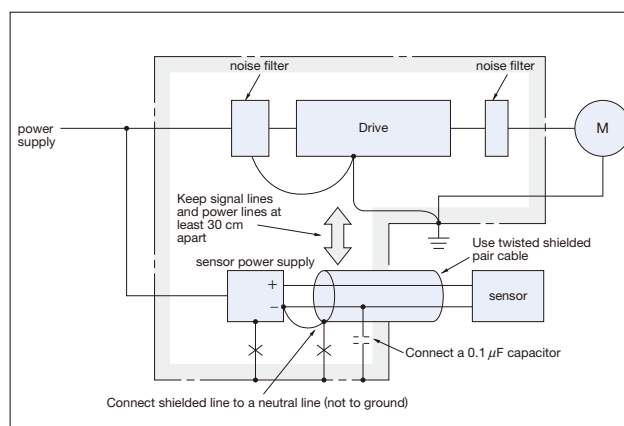 noise filter
noise filter
power
supply
Drive
M
Keep signal lines
and power lines at
least 30 cm
apart
Use twisted shielded
pair cable
sensor power supply
+
−
sensor
Connect a 0.1 μF capacitor
Connect shielded line to a neutral line (not to ground)